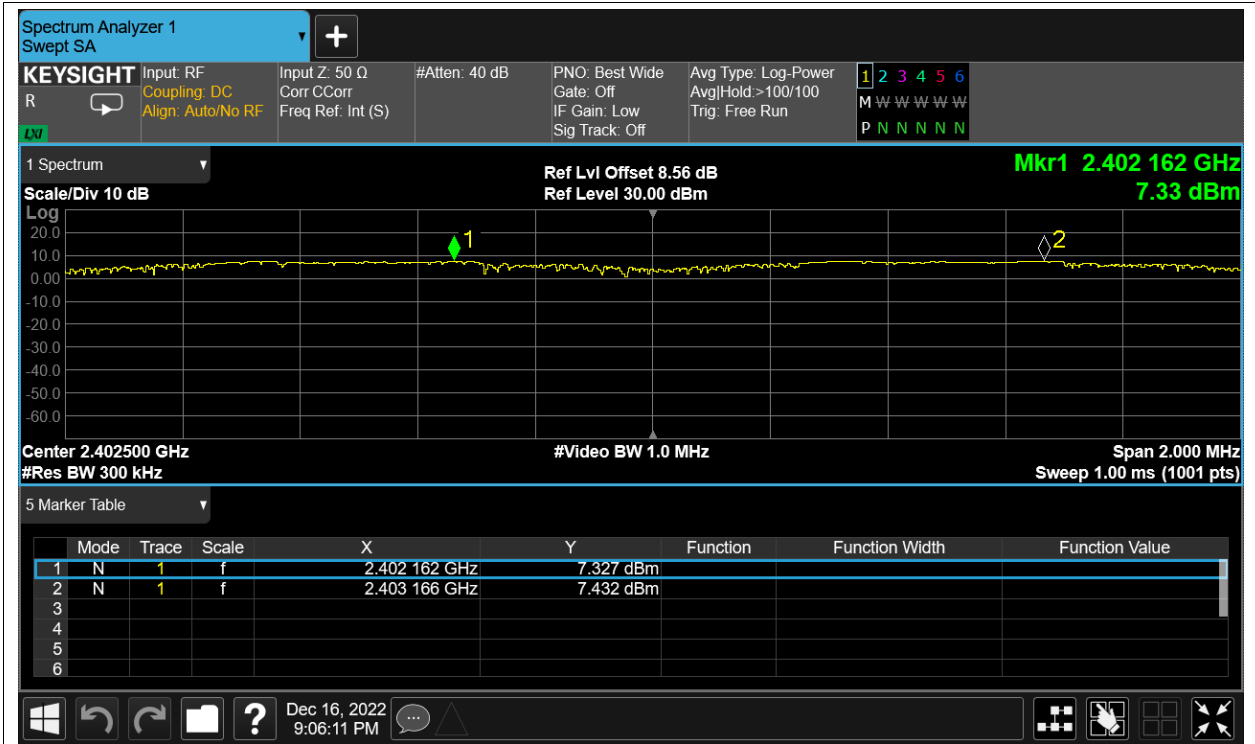 Spectrum Analyzer 1
Swept SA
KEYSIGHT
R
LXI
Input: RF
Coupling: DC
Align: Auto/No RF
Input Z: 50 Ω
Corr CCorr
Freq Ref: Int (S)
#Atten: 40 dB
PNO: Best Wide
Gate: Off
IF Gain: Low
Sig Track: Off
Avg Type: Log-Power
Avg|Hold:>100/100
Trig: Free Run
1 2 3 4 5 6
M W W W W W
P N N N N N
1 Spectrum
Scale/Div 10 dB
Ref Lvl Offset 8.56 dB
Ref Level 30.00 dBm
Mkr1 2.402 162 GHz
7.33 dBm
Log
20.0
10.0
0.00
-10.0
-20.0
-30.0
-40.0
-50.0
-60.0
1
2
Center 2.402500 GHz
#Res BW 300 kHz
#Video BW 1.0 MHz
Span 2.000 MHz
Sweep 1.00 ms (1001 pts)
5 Marker Table
Mode Trace Scale X Y Function Function Width Function Value
1 N 1 f 2.402 162 GHz 7.327 dBm
2 N 1 f 2.403 166 GHz 7.432 dBm
3
4
5
6
?
Dec 16, 2022
9:06:11 PM